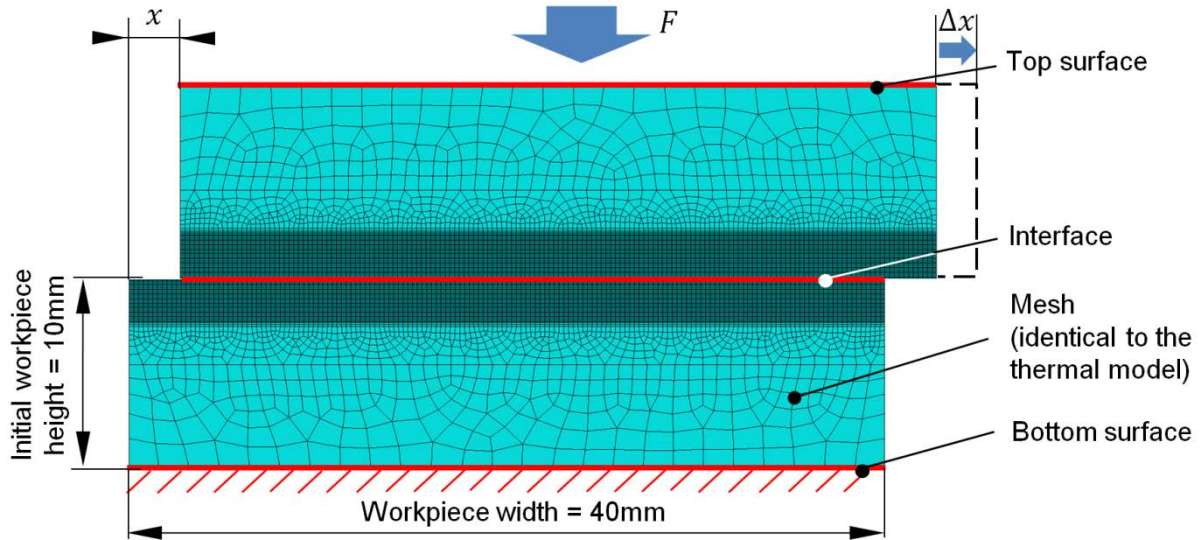 x
F
Δx
Top surface
Interface
Mesh
(identical to the
thermal model)
Bottom surface
Initial workpiece
height = 10mm
Workpiece width = 40mm